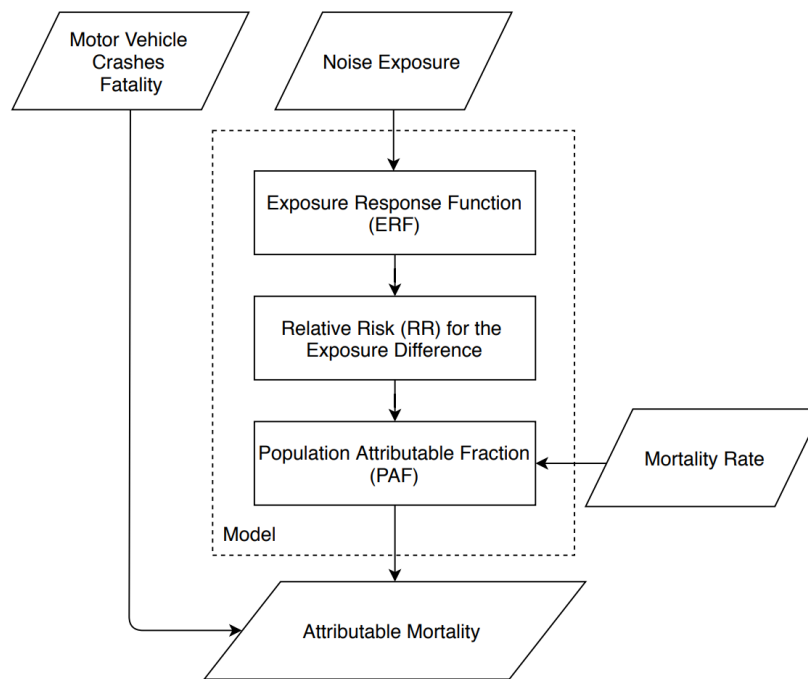 Motor Vehicle
Crashes
Fatality
Noise Exposure
Exposure Response Function
(ERF)
Relative Risk (RR) for the
Exposure Difference
Population Attributable Fraction
(PAF)
Mortality Rate
Model
Attributable Mortality